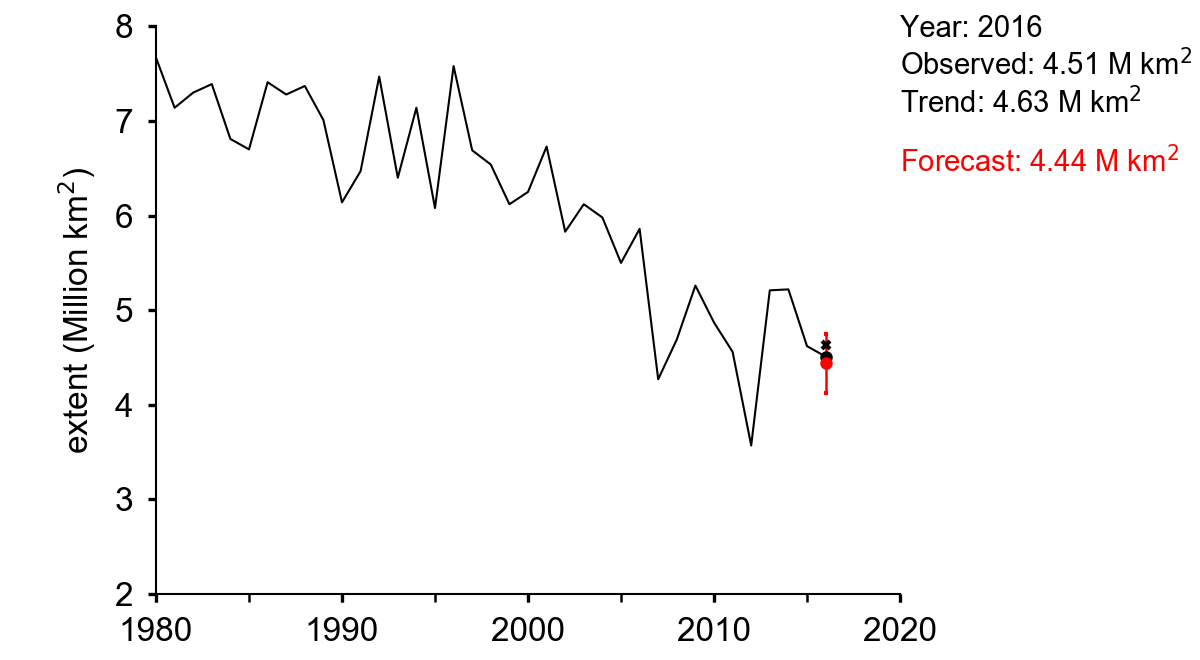 Year: 2016
Observed: 4.51 M km²
Trend: 4.63 M km²
Forecast: 4.44 M km²
extent (Million km²)
8
7
6
5
4
3
2
1980 1990 2000 2010 2020